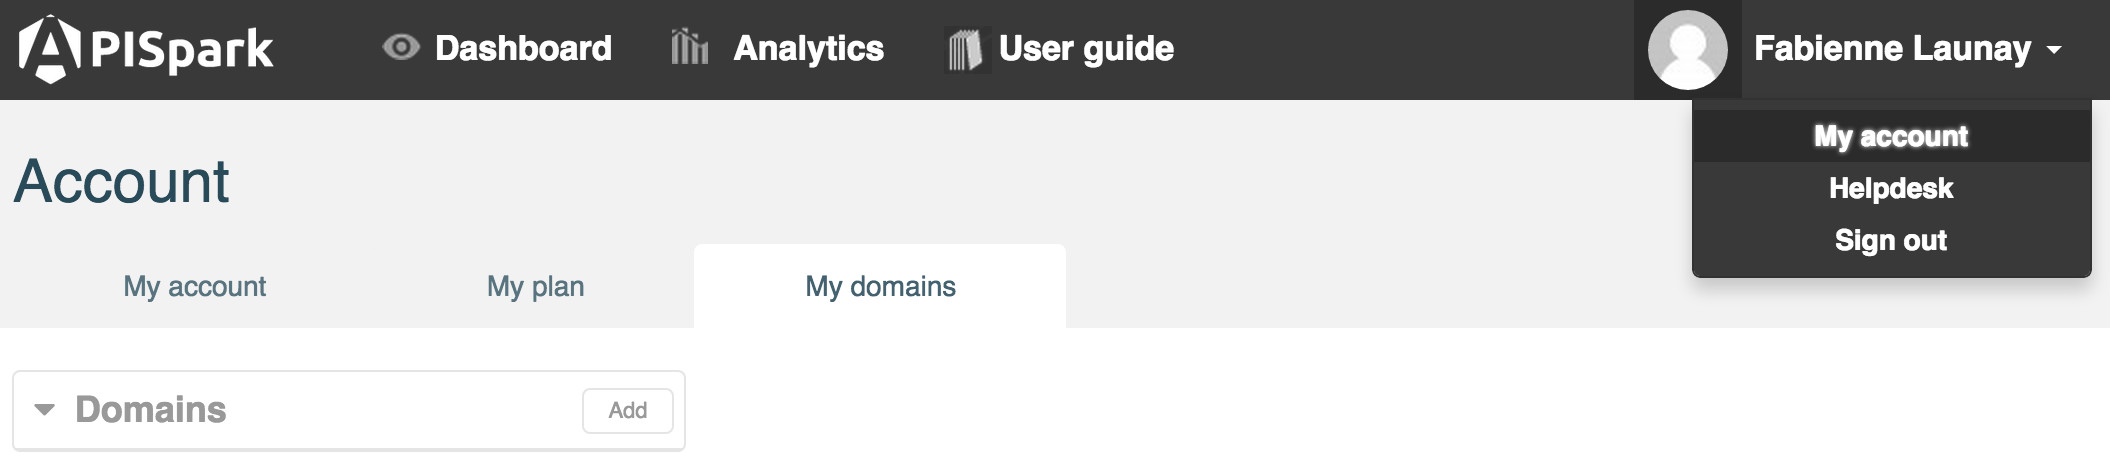 APISpark Dashboard Analytics User guide Fabienne Launay
My account
Helpdesk
Sign out
Account
My account My plan My domains
Domains Add